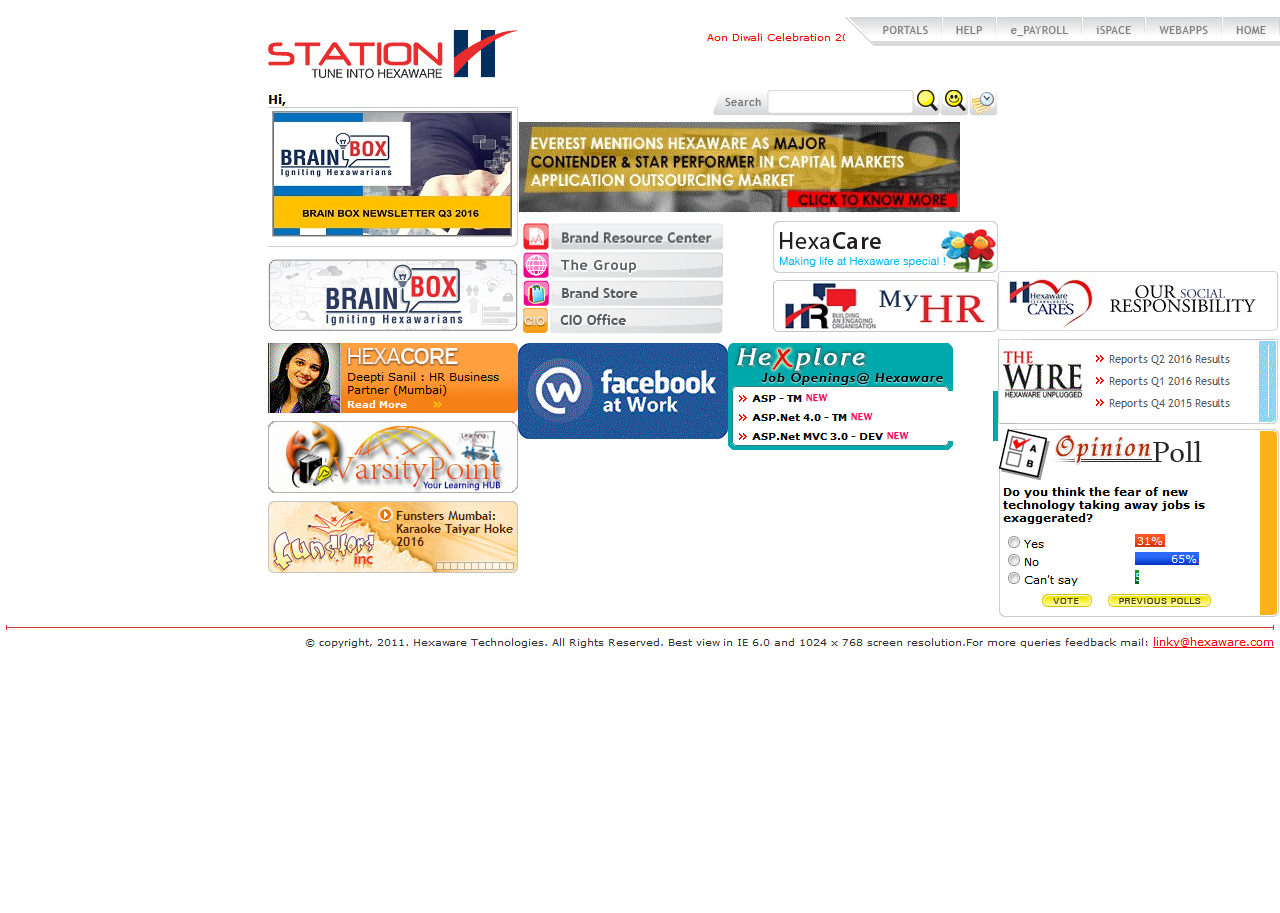 PORTALS
HELP
e_PAYROLL
iSPACE
WEBAPPS
HOME
STATION H
TUNE INTO HEXAWARE
Aon Diwali Celebration 20
Hi,
Search
BRAIN BOX
Igniting Hexawarians
BRAIN BOX NEWSLETTER Q3 2016
EVEREST MENTIONS HEXAWARE AS MAJOR
CONTENDER & STAR PERFORMER IN CAPITAL MARKETS
APPLICATION OUTSOURCING MARKET
CLICK TO KNOW MORE
Brand Resource Center
The Group
Brand Store
CIO
CIO Office
HexaCare
Making life at Hexaware special !
HR
BUILDING
AN ENGAGING
ORGANISATION
My HR
Hexaware
TECHNOLOGIES
CARES
OUR SOCIAL
RESPONSIBILITY
BRAIN BOX
Igniting Hexawarians
HEXACORE
Deepti Sanil : HR Business
Partner (Mumbai)
Read More
facebook
at Work
HeXplore
Job Openings@ Hexaware
ASP - TM NEW
ASP.Net 4.0 - TM NEW
ASP.Net MVC 3.0 - DEV NEW
THE
WIRE
HEXAWARE UNPLUGGED
Reports Q2 2016 Results
Reports Q1 2016 Results
Reports Q4 2015 Results
Learning
VarsityPoint
Your Learning HUB
Funsters inc
Funsters Mumbai:
Karaoke Taiyar Hoke
2016
A
B
Opinion Poll
Do you think the fear of new
technology taking away jobs is
exaggerated?
Yes 31%
No 65%
Can't say
VOTE
PREVIOUS POLLS
© copyright, 2011. Hexaware Technologies. All Rights Reserved. Best view in IE 6.0 and 1024 x 768 screen resolution.For more queries feedback mail: linky@hexaware.com